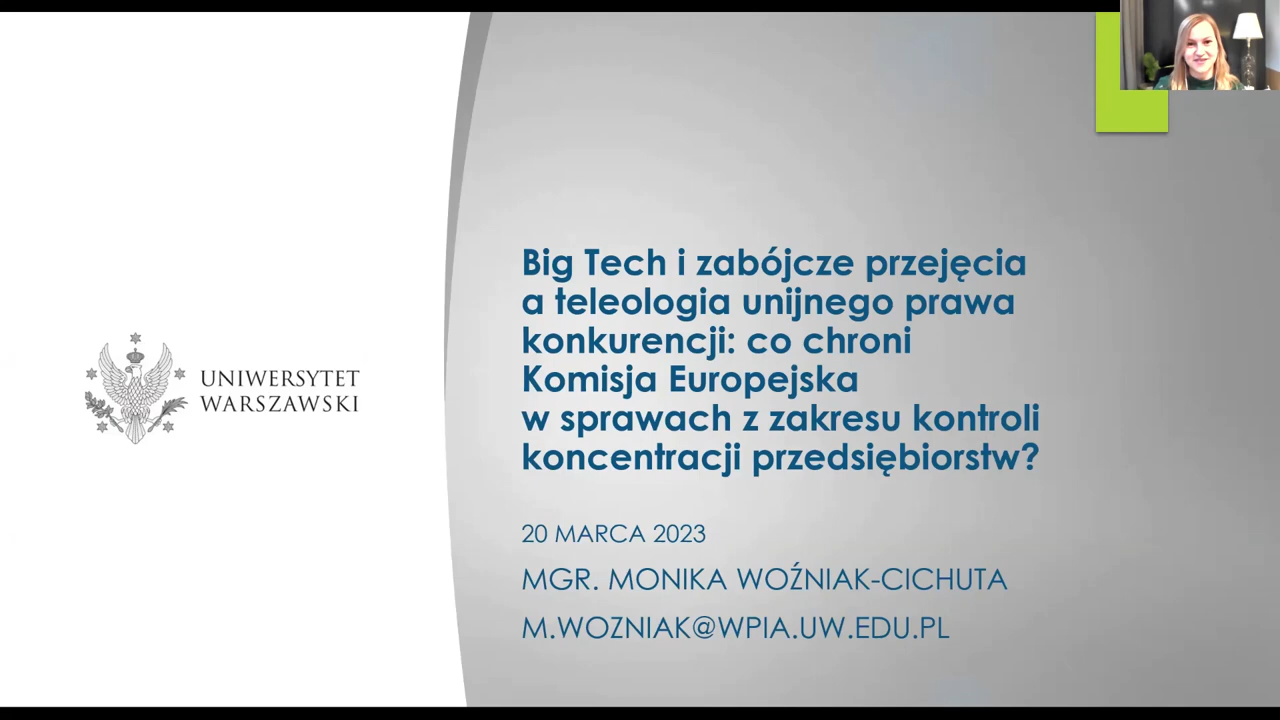 UNIWERSYTET
WARSZAWSKI
Big Tech i zabójcze przejęcia
a teleologia unijnego prawa
konkurencji: co chroni
Komisja Europejska
w sprawach z zakresu kontroli
koncentracji przedsiębiorstw?
20 MARCA 2023
MGR. MONIKA WOŹNIAK-CICHUTA
M.WOZNIAK@WPIA.UW.EDU.PL